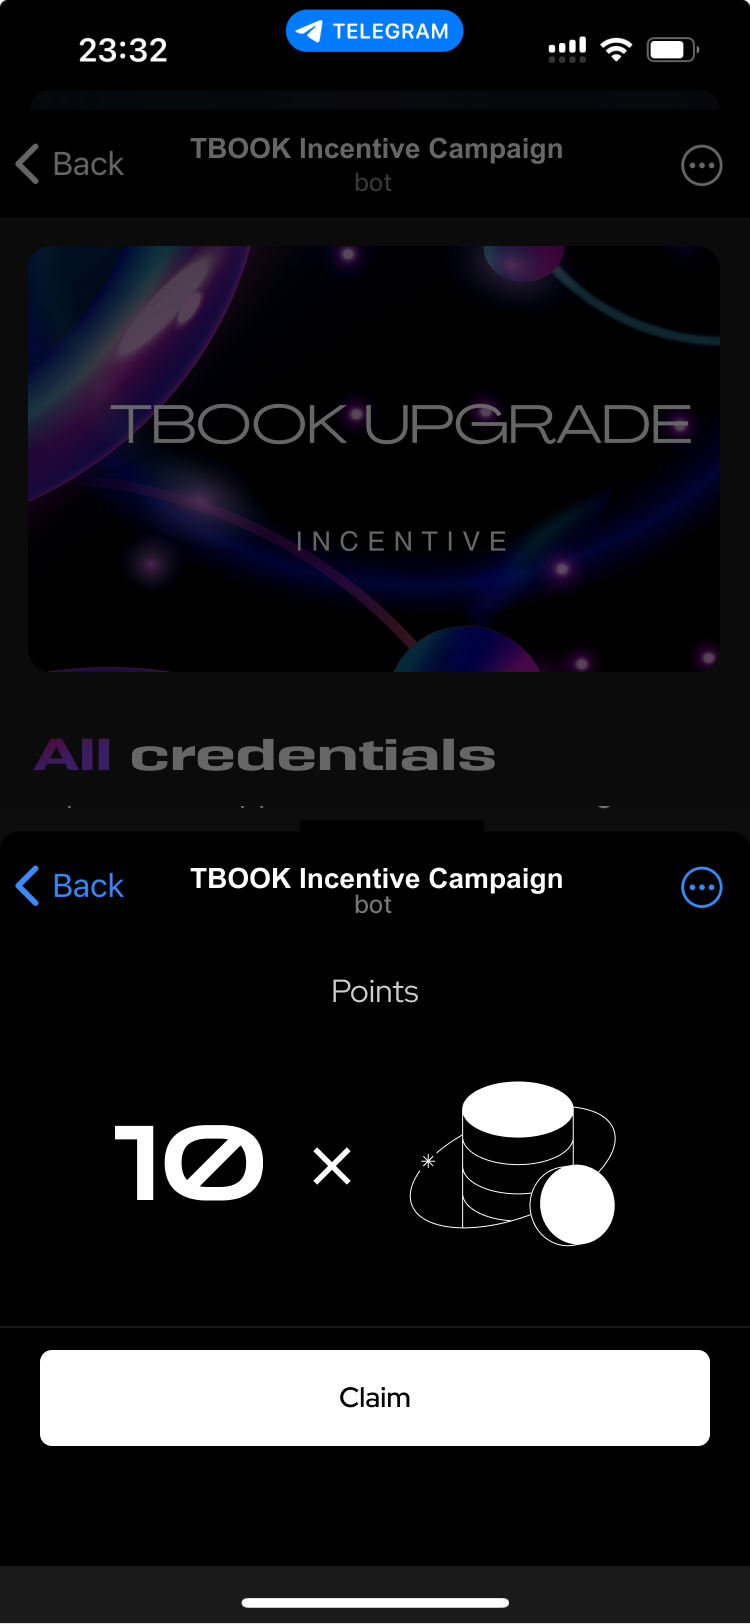 23:32
TELEGRAM
Back
TBOOK Incentive Campaign
bot
TBOOK UPGRADE
INCENTIVE
All credentials
Back
TBOOK Incentive Campaign
bot
Points
10 ×
Claim